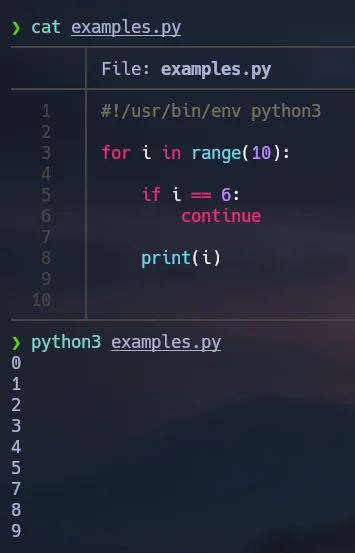 ❯ cat examples.py
File: examples.py
1 #!/usr/bin/env python3
2
3 for i in range(10):
4
5     if i == 6:
6         continue
7
8     print(i)
9
10
❯ python3 examples.py
0
1
2
3
4
5
7
8
9